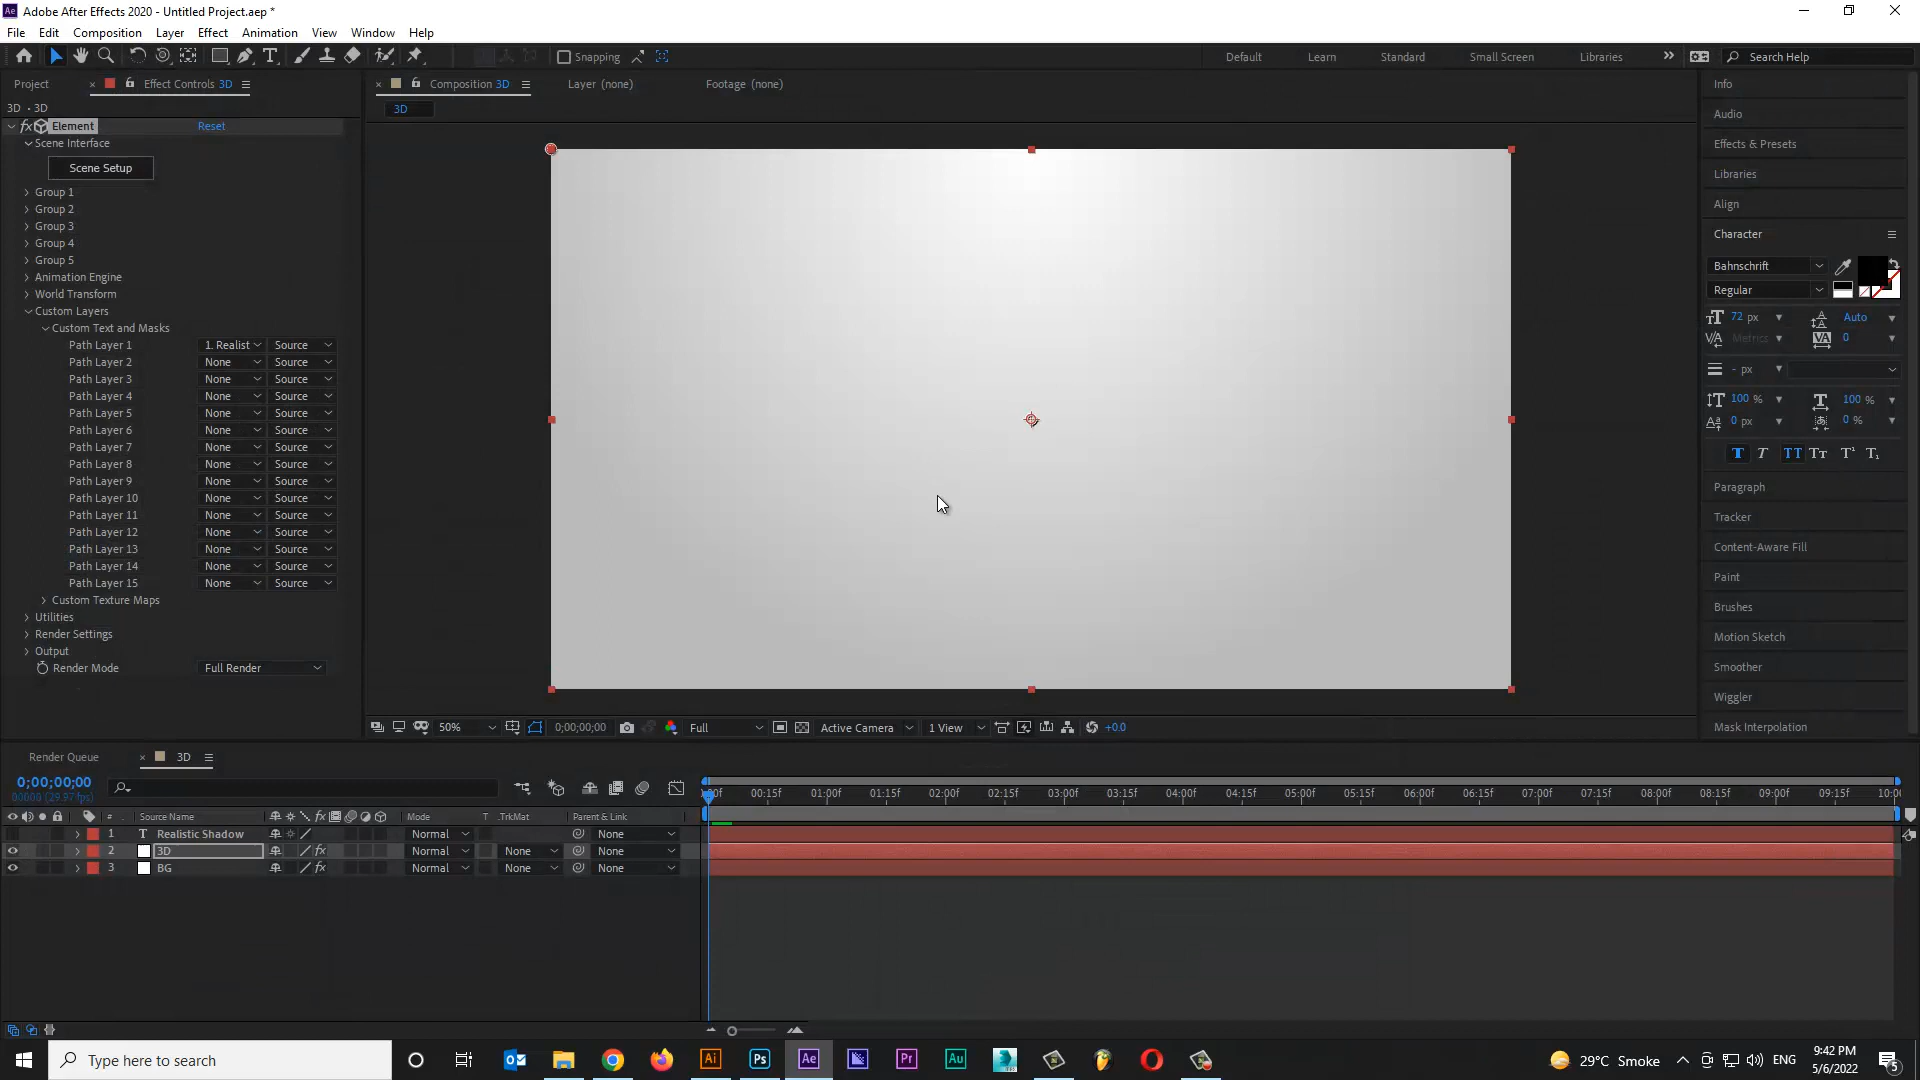 Adobe After Effects 2020 - Untitled Project.aep *
File Edit Composition Layer Effect Animation View Window Help
Snapping
Default Learn Standard Small Screen Libraries Search Help
Project Effect Controls 3D
3D • 3D
Element Reset
Scene Interface
Scene Setup
Group 1
Group 2
Group 3
Group 4
Group 5
Animation Engine
World Transform
Custom Layers
Custom Text and Masks
Path Layer 1 1. Realist Source
Path Layer 2 None Source
Path Layer 3 None Source
Path Layer 4 None Source
Path Layer 5 None Source
Path Layer 6 None Source
Path Layer 7 None Source
Path Layer 8 None Source
Path Layer 9 None Source
Path Layer 10 None Source
Path Layer 11 None Source
Path Layer 12 None Source
Path Layer 13 None Source
Path Layer 14 None Source
Path Layer 15 None Source
Custom Texture Maps
Utilities
Render Settings
Output
Render Mode Full Render
Composition 3D Layer (none) Footage (none)
3D
50% 0;00;00;00 Full Active Camera 1 View +0.0
Info
Audio
Effects & Presets
Libraries
Align
Character
Bahnschrift
Regular
72 px Auto
Metrics 0
- px
100 % 100 %
0 px 0 %
Paragraph
Tracker
Content-Aware Fill
Paint
Brushes
Motion Sketch
Smoother
Wiggler
Mask Interpolation
Render Queue 3D
0;00;00;00
00000 (29.97 fps)
:00f 00:15f 01:00f 01:15f 02:00f 02:15f 03:00f 03:15f 04:00f 04:15f 05:00f 05:15f 06:00f 06:15f 07:00f 07:15f 08:00f 08:15f 09:00f 09:15f 10:00
# Source Name Mode T .TrkMat Parent & Link
1 T Realistic Shadow Normal None
2 3D Normal None None
3 BG Normal None None
Type here to search
29°C Smoke ENG
9:42 PM
5/6/2022
5